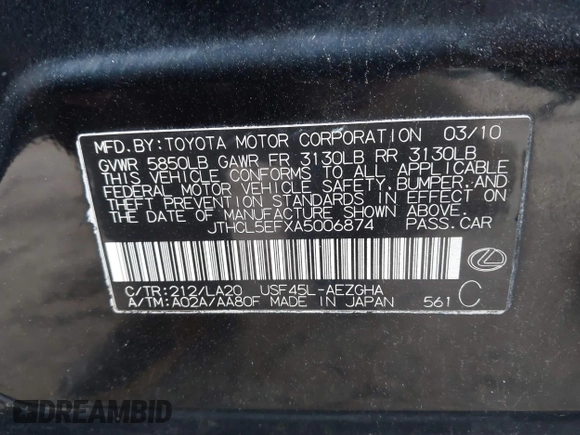 MFD.BY:TOYOTA MOTOR CORPORATION 03/10
GVWR 5850LB GAWR FR 3130LB RR 3130LB
THIS VEHICLE CONFORMS TO ALL APPLICABLE
FEDERAL MOTOR VEHICLE SAFETY,BUMPER,AND
THEFT PREVENTION STANDARDS IN EFFECT ON
THE DATE OF MANUFACTURE SHOWN ABOVE.
JTHCL5EFXA5006874 PASS.CAR
C/TR:212/LA20 USF45L-AEZGHA
A/TM:A02A/AA80F MADE IN JAPAN 561 C
DREAMBID